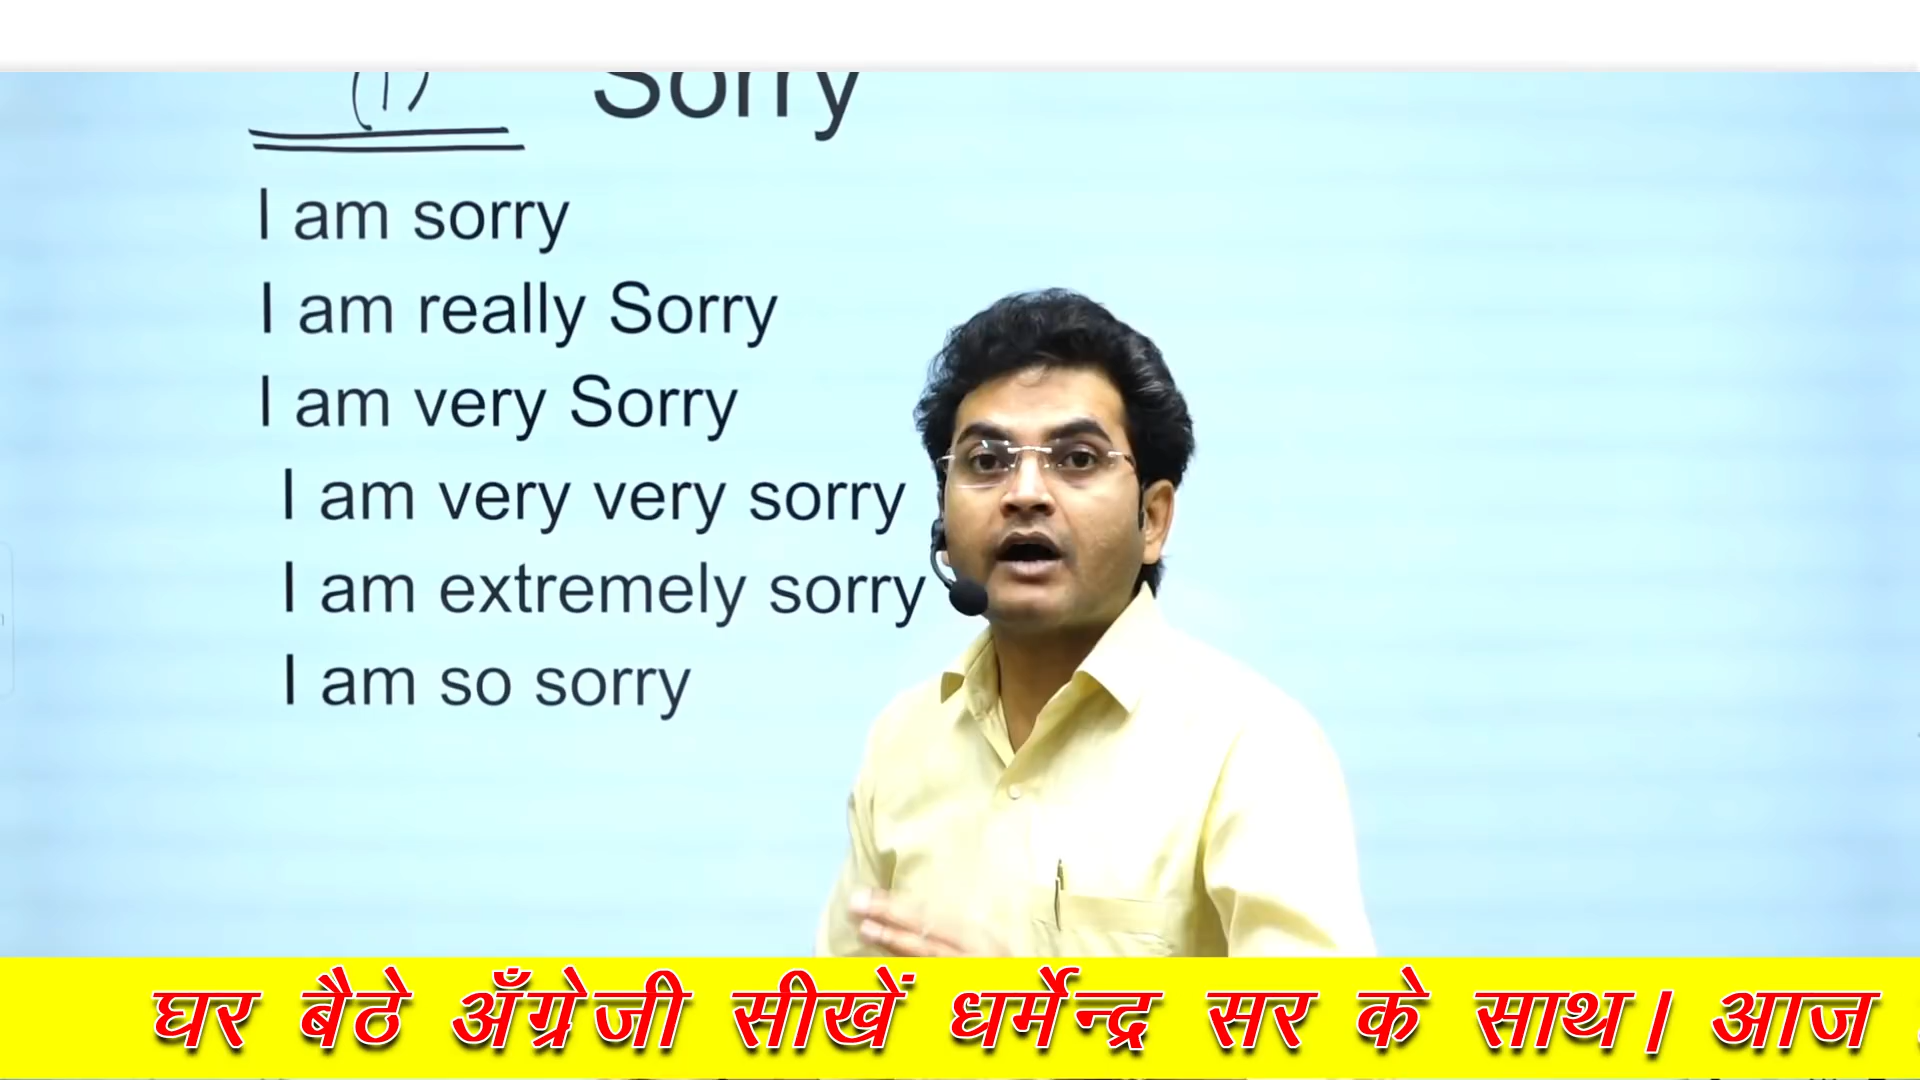 (1) Sorry
I am sorry
I am really Sorry
I am very Sorry
I am very very sorry
I am extremely sorry
I am so sorry
घर बैठे अँग्रेजी सीखें धर्मेन्द्र सर के साथ। आज